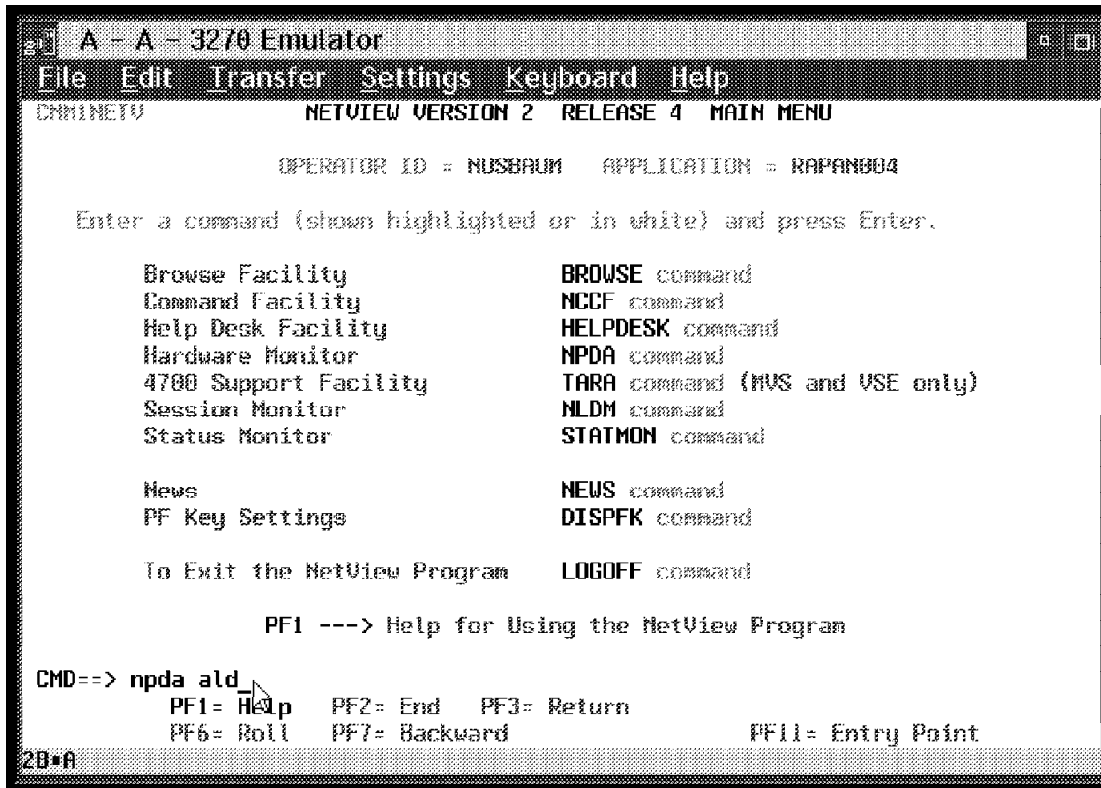 A - A - 3270 Emulator
File Edit Transfer Settings Keyboard Help
CNM1NETV NETVIEW VERSION 2 RELEASE 4 MAIN MENU
OPERATOR ID = NUSBAUM APPLICATION = RAPAN004
Enter a command (shown highlighted or in white) and press Enter.
Browse Facility BROWSE command
Command Facility NCCF command
Help Desk Facility HELPDESK command
Hardware Monitor NPDA command
4700 Support Facility TARA command (MVS and VSE only)
Session Monitor NLDM command
Status Monitor STATMON command
News NEWS command
PF Key Settings DISPFK command
To Exit the NetView Program LOGOFF command
PF1 ---> Help for Using the NetView Program
CMD==> npda ald_
PF1= Help PF2= End PF3= Return
PF6= Roll PF7= Backward PF11= Entry Point